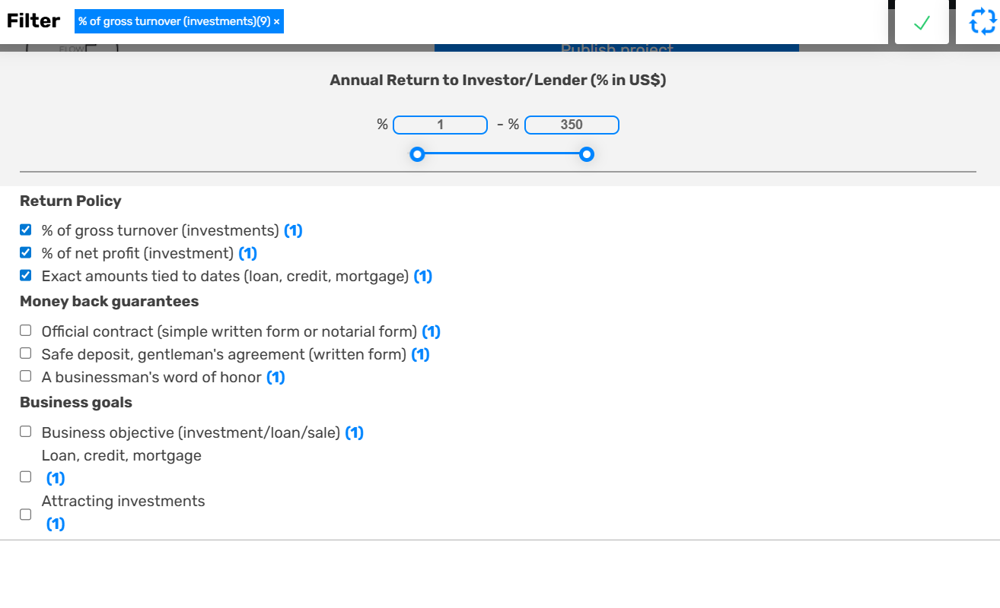 Filter % of gross turnover (investments)(9) ×
FLOW
Publish project
Annual Return to Investor/Lender (% in US$)
% 1 - % 350
Return Policy
% of gross turnover (investments) (1)
% of net profit (investment) (1)
Exact amounts tied to dates (loan, credit, mortgage) (1)
Money back guarantees
Official contract (simple written form or notarial form) (1)
Safe deposit, gentleman's agreement (written form) (1)
A businessman's word of honor (1)
Business goals
Business objective (investment/loan/sale) (1)
Loan, credit, mortgage
(1)
Attracting investments
(1)